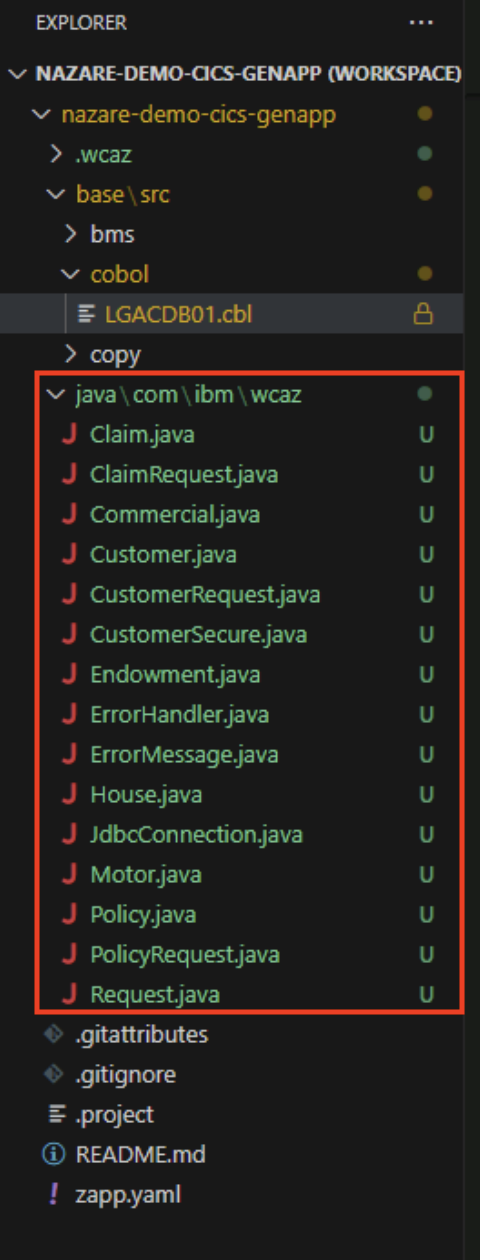 EXPLORER ...
NAZARE-DEMO-CICS-GENAPP (WORKSPACE)
nazare-demo-cics-genapp
.wcaz
base\src
bms
cobol
LGACDB01.cbl
copy
java\com\ibm\wcaz
J Claim.java U
J ClaimRequest.java U
J Commercial.java U
J Customer.java U
J CustomerRequest.java U
J CustomerSecure.java U
J Endowment.java U
J ErrorHandler.java U
J ErrorMessage.java U
J House.java U
J JdbcConnection.java U
J Motor.java U
J Policy.java U
J PolicyRequest.java U
J Request.java U
.gitattributes
.gitignore
.project
README.md
! zapp.yaml